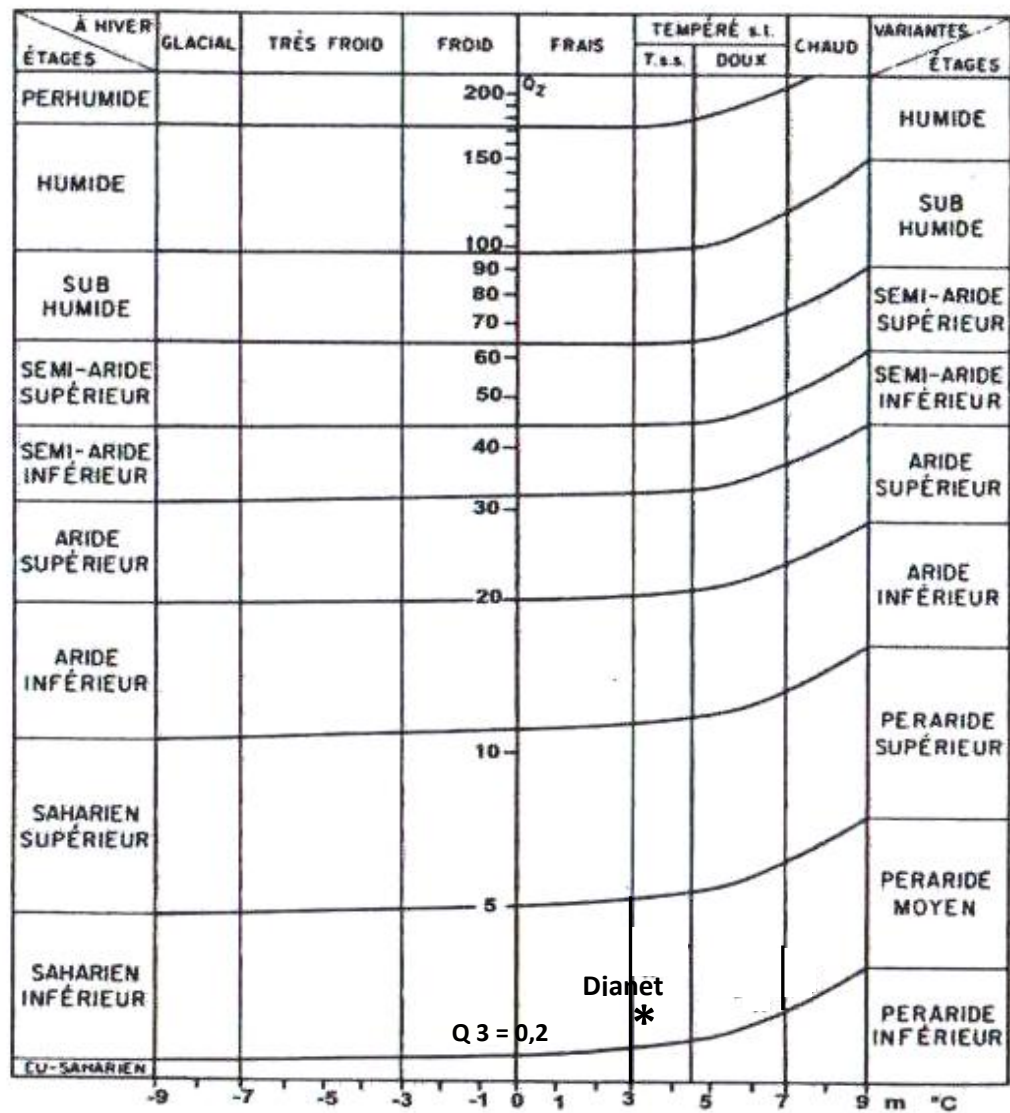 À HIVER
ÉTAGES
GLACIAL
TRÉS FROID
FROID
FRAIS
TEMPÉRÉ s.l.
T.s.s.
DOUX
CHAUD
VARIANTES
ÉTAGES
PERHUMIDE
HUMIDE
SUB
HUMIDE
SEMI-ARIDE
SUPÉRIEUR
SEMI-ARIDE
INFÉRIEUR
ARIDE
SUPÉRIEUR
ARIDE
INFÉRIEUR
SAHARIEN
SUPÉRIEUR
SAHARIEN
INFÉRIEUR
EU-SAHARIEN
Q2
200
150
100
90
80
70
60
50
40
30
20
10
5
Djanet
*
Q 3 = 0,2
HUMIDE
SUB
HUMIDE
SEMI-ARIDE
SUPÉRIEUR
SEMI-ARIDE
INFÉRIEUR
ARIDE
SUPÉRIEUR
ARIDE
INFÉRIEUR
PERARIDE
SUPÉRIEUR
PERARIDE
MOYEN
PERARIDE
INFÉRIEUR
-9 -7 -5 -3 -1 0 1 3 5 7 9 m °C